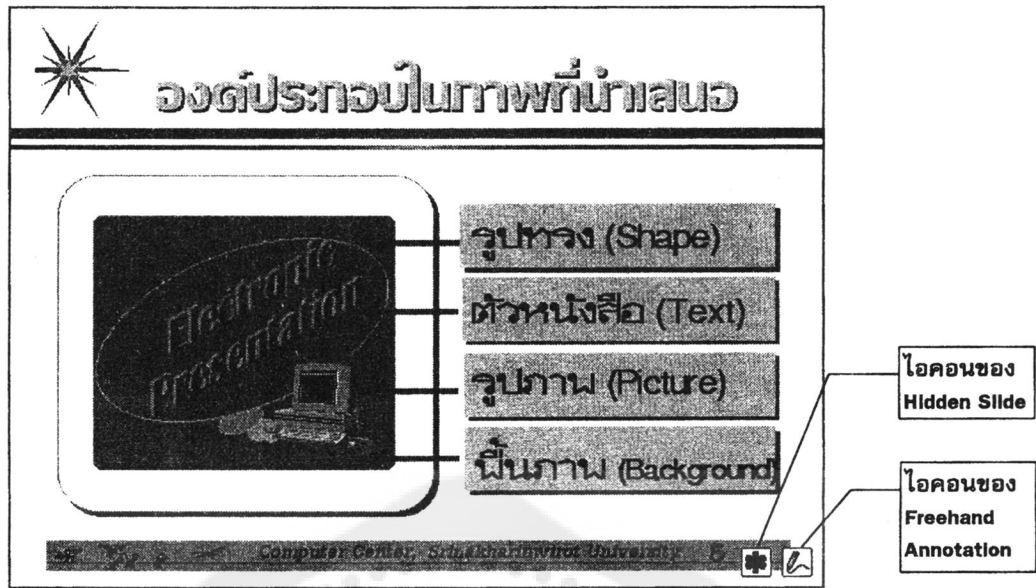 องค์ประกอบในภาพที่นำเสนอ
Electronic
Presentation
รูปทรง (Shape)
ตัวหนังสือ (Text)
รูปภาพ (Picture)
พื้นภาพ (Background)
Computer Center, Srinakharinwirot University
ไอคอนของ
Hidden Slide
ไอคอนของ
Freehand
Annotation